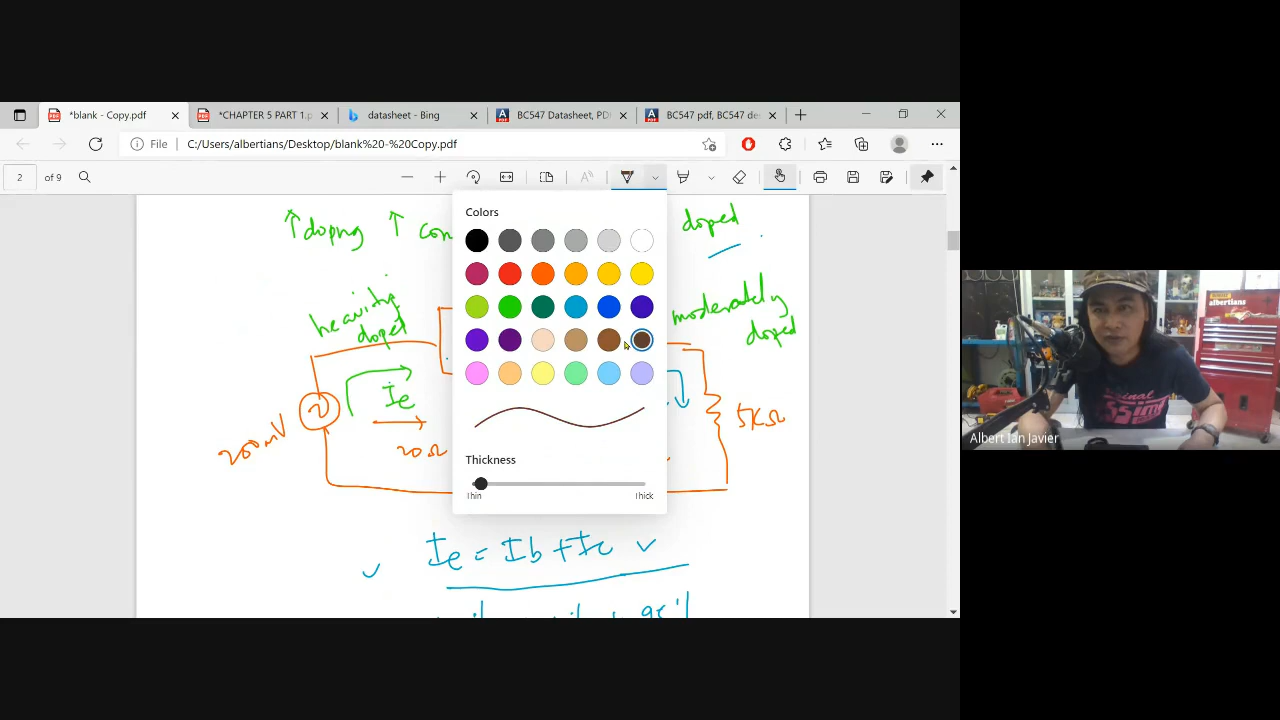 *blank - Copy.pdf
*CHAPTER 5 PART 1.p
datasheet - Bing
BC547 Datasheet, PD
BC547 pdf, BC547 de
File
C:/Users/albertians/Desktop/blank%20-%20Copy.pdf
2 of 9
Colors
Thickness
Thin
Thick
↑ doping ↑ con
doped
heavily
doped
moderately
doped
Ie
200mV
20Ω
5KΩ
Ie = Ib + Ic
albertians
Albert Ian Javier